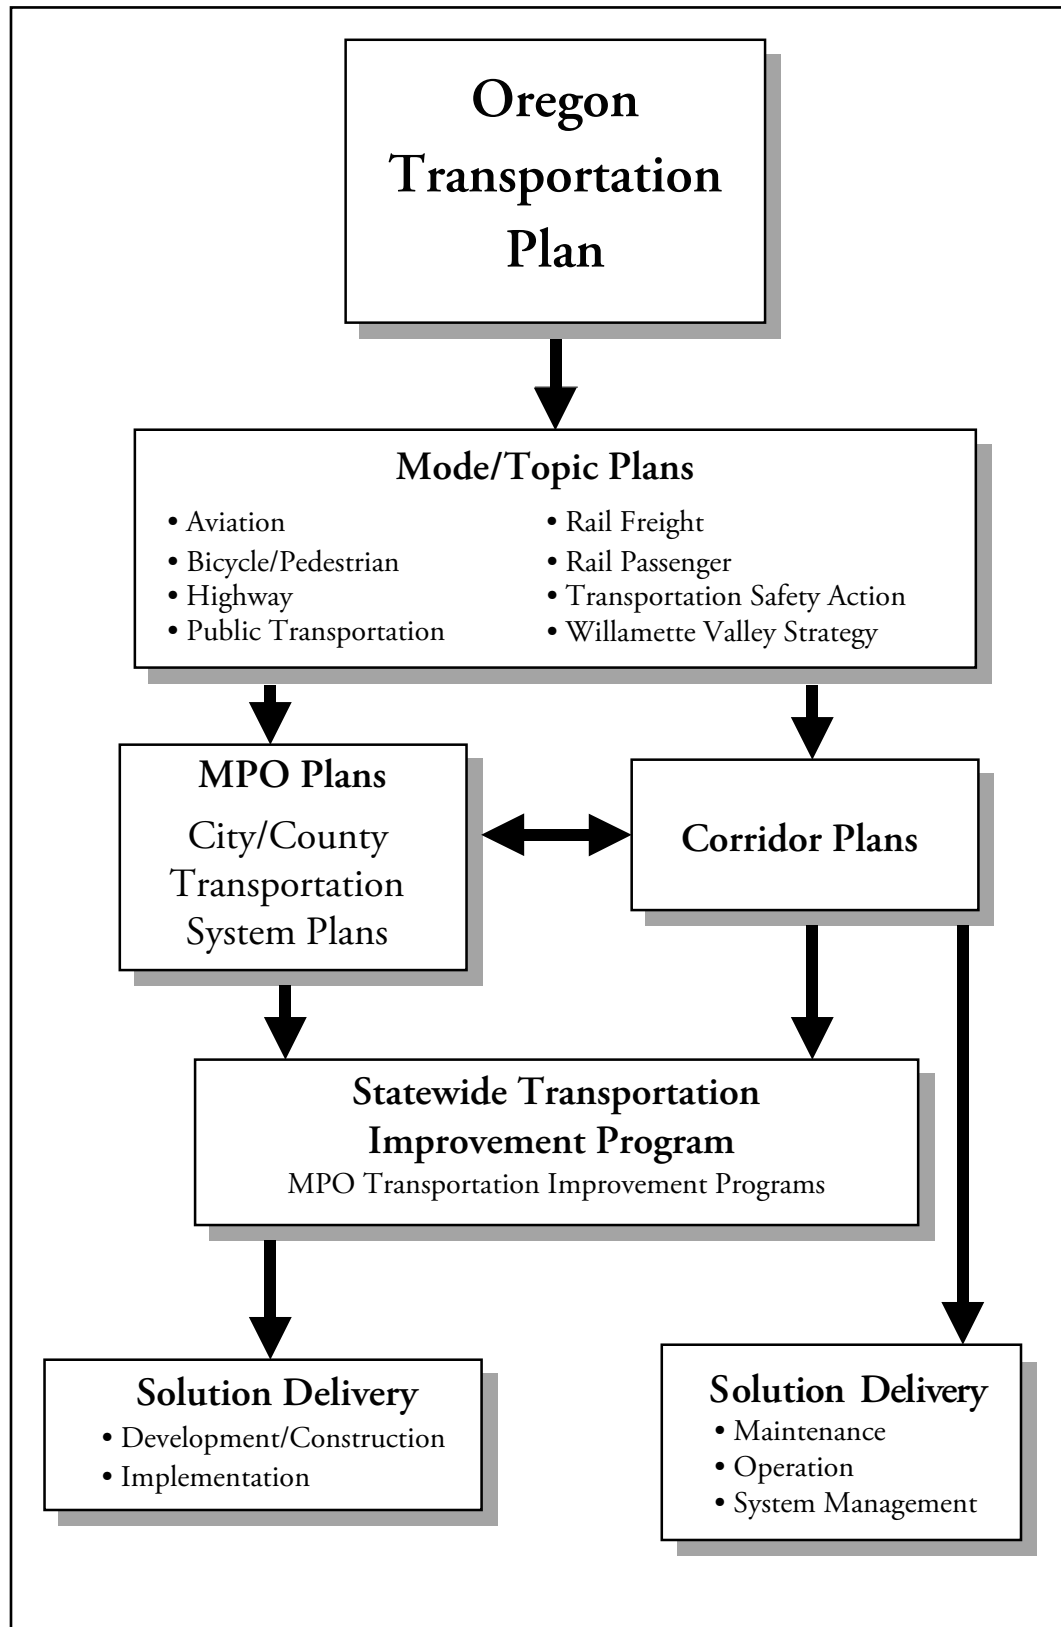 Oregon
Transportation
Plan
Mode/Topic Plans
• Aviation
• Bicycle/Pedestrian
• Highway
• Public Transportation
• Rail Freight
• Rail Passenger
• Transportation Safety Action
• Willamette Valley Strategy
MPO Plans
City/County
Transportation
System Plans
Corridor Plans
Statewide Transportation
Improvement Program
MPO Transportation Improvement Programs
Solution Delivery
• Development/Construction
• Implementation
Solution Delivery
• Maintenance
• Operation
• System Management